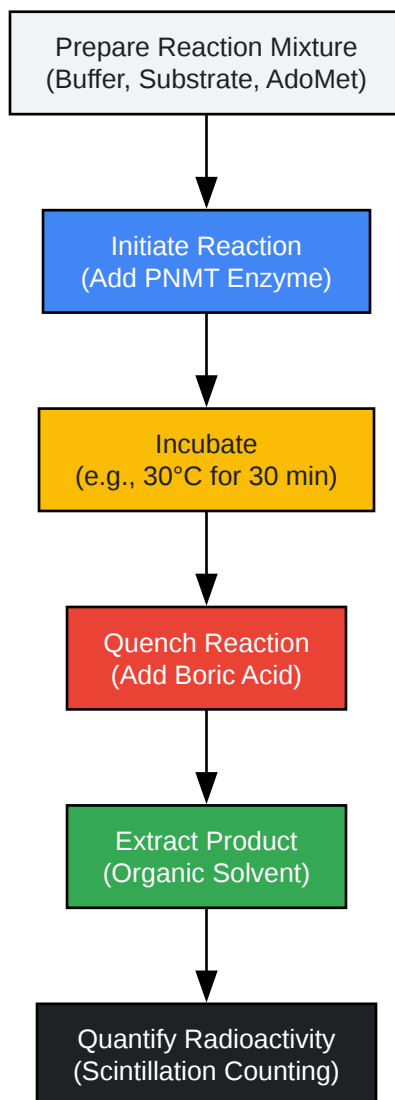 Prepare Reaction Mixture
(Buffer, Substrate, AdoMet)
Initiate Reaction
(Add PNMT Enzyme)
Incubate
(e.g., 30°C for 30 min)
Quench Reaction
(Add Boric Acid)
Extract Product
(Organic Solvent)
Quantify Radioactivity
(Scintillation Counting)